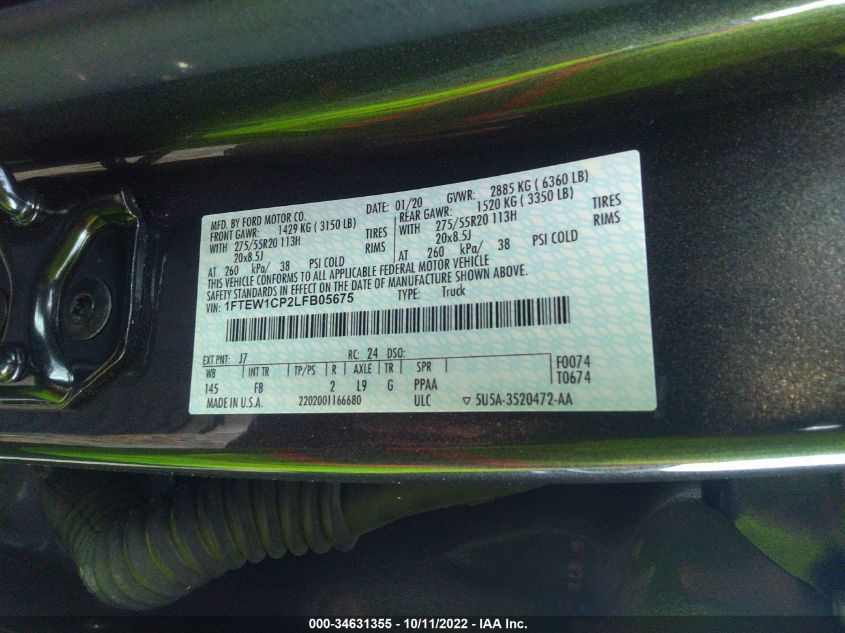 MFD. BY FORD MOTOR CO. DATE: 01/20 GVWR: 2885 KG ( 6360 LB)
FRONT GAWR: 1429 KG ( 3150 LB) REAR GAWR: 1520 KG ( 3350 LB)
WITH 275/55R20 113H TIRES WITH 275/55R20 113H TIRES
20x8.5J RIMS 20x8.5J RIMS
AT 260 kPa/ 38 PSI COLD AT 260 kPa/ 38 PSI COLD
THIS VEHICLE CONFORMS TO ALL APPLICABLE FEDERAL MOTOR VEHICLE
SAFETY STANDARDS IN EFFECT ON THE DATE OF MANUFACTURE SHOWN ABOVE.
VIN: 1FTEW1CP2LFB05675 TYPE: Truck
EXT PNT: J7 RC: 24 DSO: F0074
WB INT TR TP/PS R AXLE TR SPR T0674
145 FB 2 L9 G PPAA
MADE IN U.S.A. 2202001166680 ULC ▽ 5U5A-3520472-AA
000-34631355 - 10/11/2022 - IAA Inc.